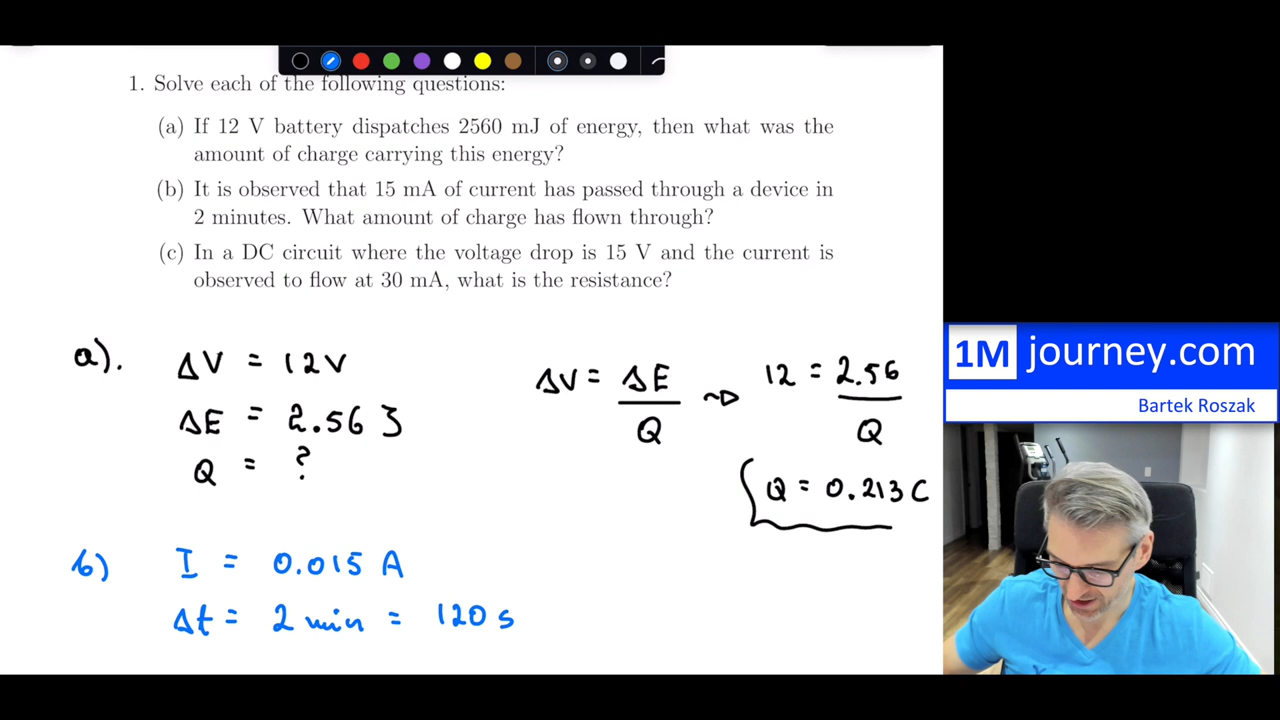 1. Solve each of the following questions:
(a) If 12 V battery dispatches 2560 mJ of energy, then what was the
amount of charge carrying this energy?
(b) It is observed that 15 mA of current has passed through a device in
2 minutes. What amount of charge has flown through?
(c) In a DC circuit where the voltage drop is 15 V and the current is
observed to flow at 30 mA, what is the resistance?
a). ΔV = 12V
ΔE = 2.56 J
Q = ?
ΔV = ΔE / Q ~> 12 = 2.56 / Q
Q = 0.213 C
b) I = 0.015 A
Δt = 2 min = 120 s
1M journey.com
Bartek Roszak